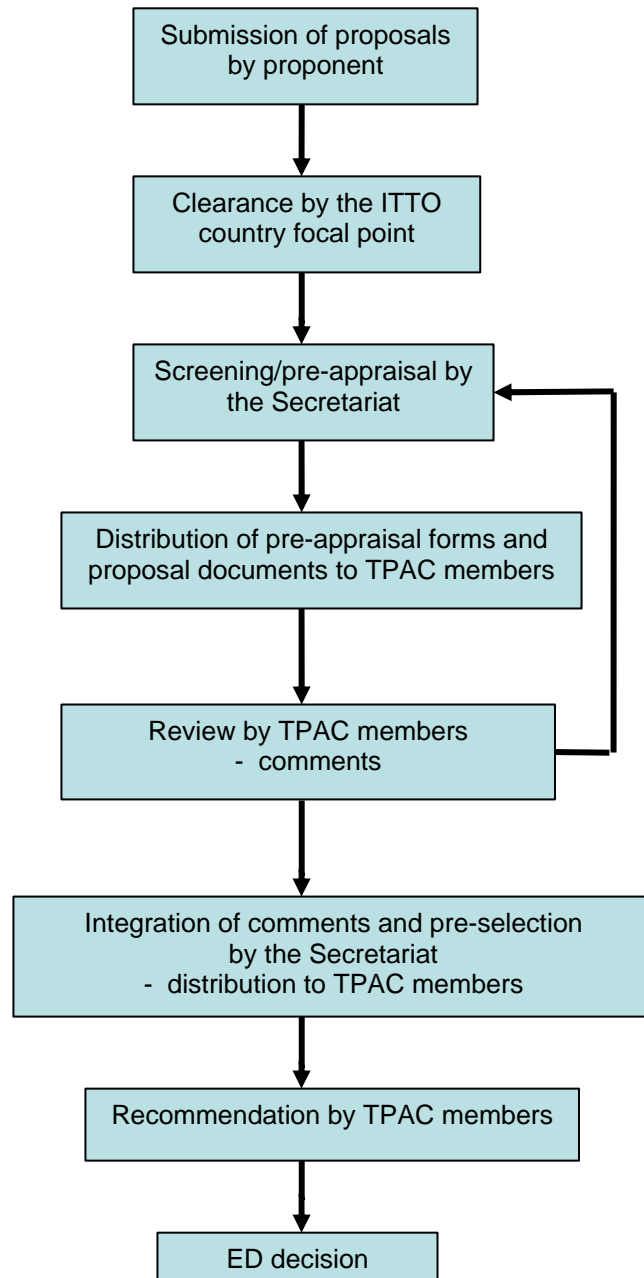 Submission of proposals
by proponent
Clearance by the ITTO
country focal point
Screening/pre-appraisal by
the Secretariat
Distribution of pre-appraisal forms and
proposal documents to TPAC members
Review by TPAC members
- comments
Integration of comments and pre-selection
by the Secretariat
- distribution to TPAC members
Recommendation by TPAC members
ED decision